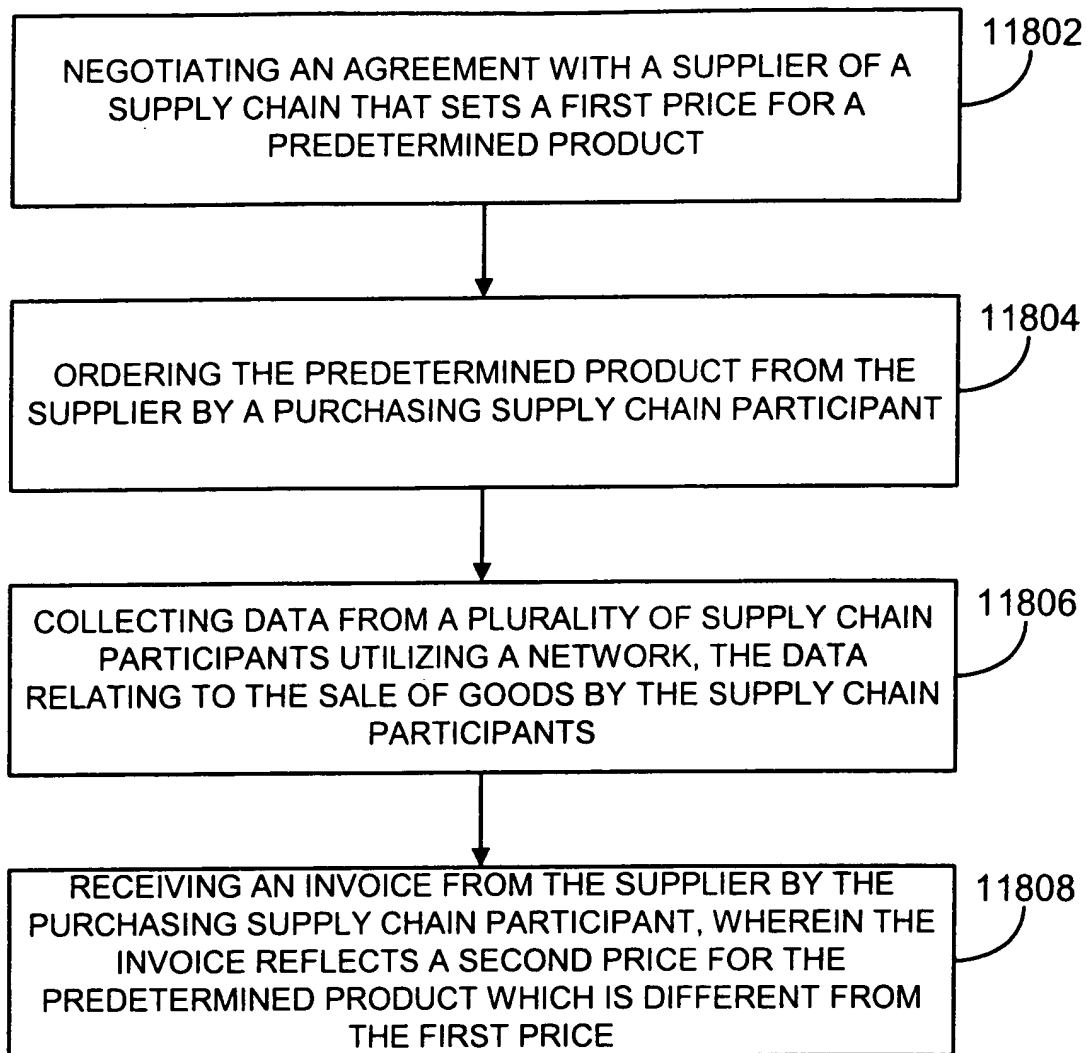 11802
NEGOTIATING AN AGREEMENT WITH A SUPPLIER OF A
SUPPLY CHAIN THAT SETS A FIRST PRICE FOR A
PREDETERMINED PRODUCT
11804
ORDERING THE PREDETERMINED PRODUCT FROM THE
SUPPLIER BY A PURCHASING SUPPLY CHAIN PARTICIPANT
11806
COLLECTING DATA FROM A PLURALITY OF SUPPLY CHAIN
PARTICIPANTS UTILIZING A NETWORK, THE DATA
RELATING TO THE SALE OF GOODS BY THE SUPPLY CHAIN
PARTICIPANTS
11808
RECEIVING AN INVOICE FROM THE SUPPLIER BY THE
PURCHASING SUPPLY CHAIN PARTICIPANT, WHEREIN THE
INVOICE REFLECTS A SECOND PRICE FOR THE
PREDETERMINED PRODUCT WHICH IS DIFFERENT FROM
THE FIRST PRICE